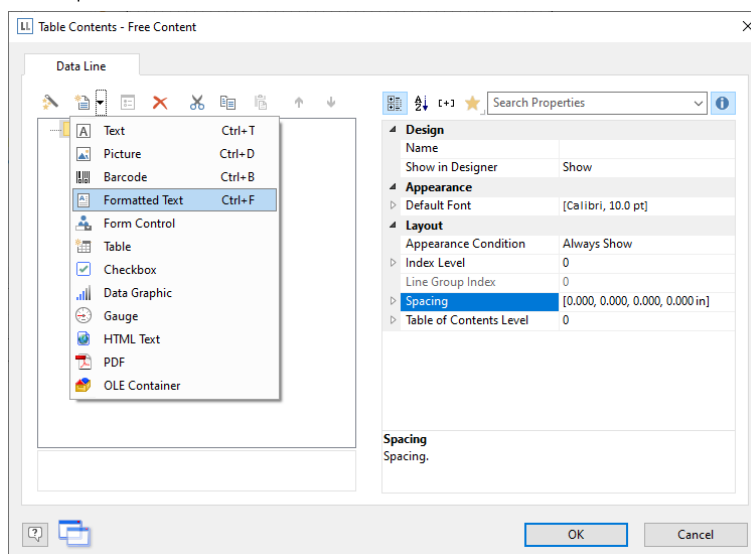 LL Table Contents - Free Content
Data Line
Text Ctrl+T
Picture Ctrl+D
Barcode Ctrl+B
Formatted Text Ctrl+F
Form Control
Table
Checkbox
Data Graphic
Gauge
HTML Text
PDF
OLE Container
Search Properties
Design
Name
Show in Designer Show
Appearance
Default Font [Calibri, 10.0 pt]
Layout
Appearance Condition Always Show
Index Level 0
Line Group Index 0
Spacing [0.000, 0.000, 0.000, 0.000 in]
Table of Contents Level 0
Spacing
Spacing.
OK Cancel